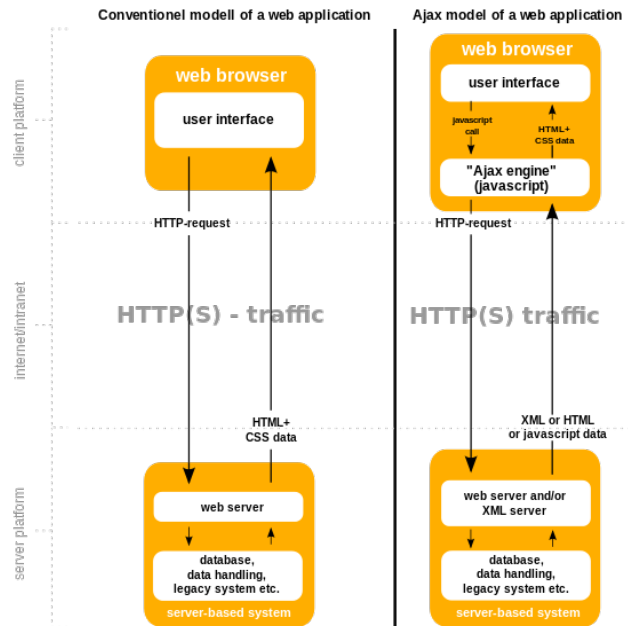 Conventionel modell of a web application
Ajax model of a web application
client platform
internet/intranet
server platform
web browser
user interface
HTTP-request
HTTP(S) - traffic
HTML+
CSS data
web server
database,
data handling,
legacy system etc.
server-based system
web browser
user interface
javascript
call
HTML+
CSS data
"Ajax engine"
(javascript)
HTTP-request
HTTP(S) traffic
XML or HTML
or javascript data
web server and/or
XML server
database,
data handling,
legacy system etc.
server-based system